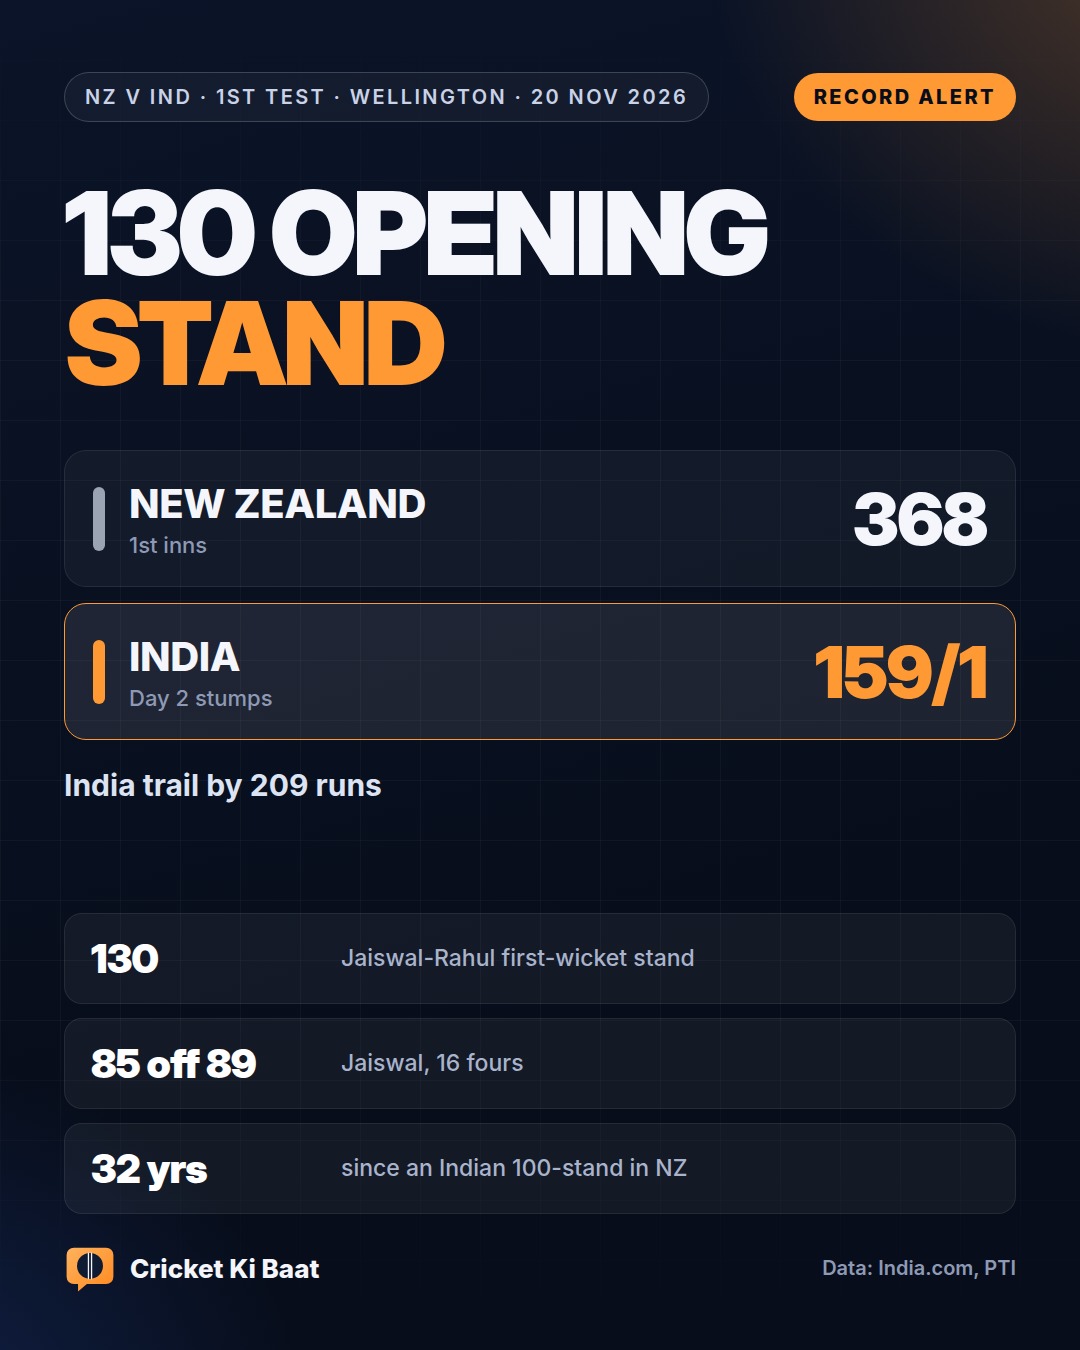 NZ V IND · 1ST TEST · WELLINGTON · 20 NOV 2026
RECORD ALERT
130 OPENING
STAND
NEW ZEALAND
1st inns
368
INDIA
Day 2 stumps
159/1
India trail by 209 runs
130
Jaiswal-Rahul first-wicket stand
85 off 89
Jaiswal, 16 fours
32 yrs
since an Indian 100-stand in NZ
Cricket Ki Baat
Data: India.com, PTI